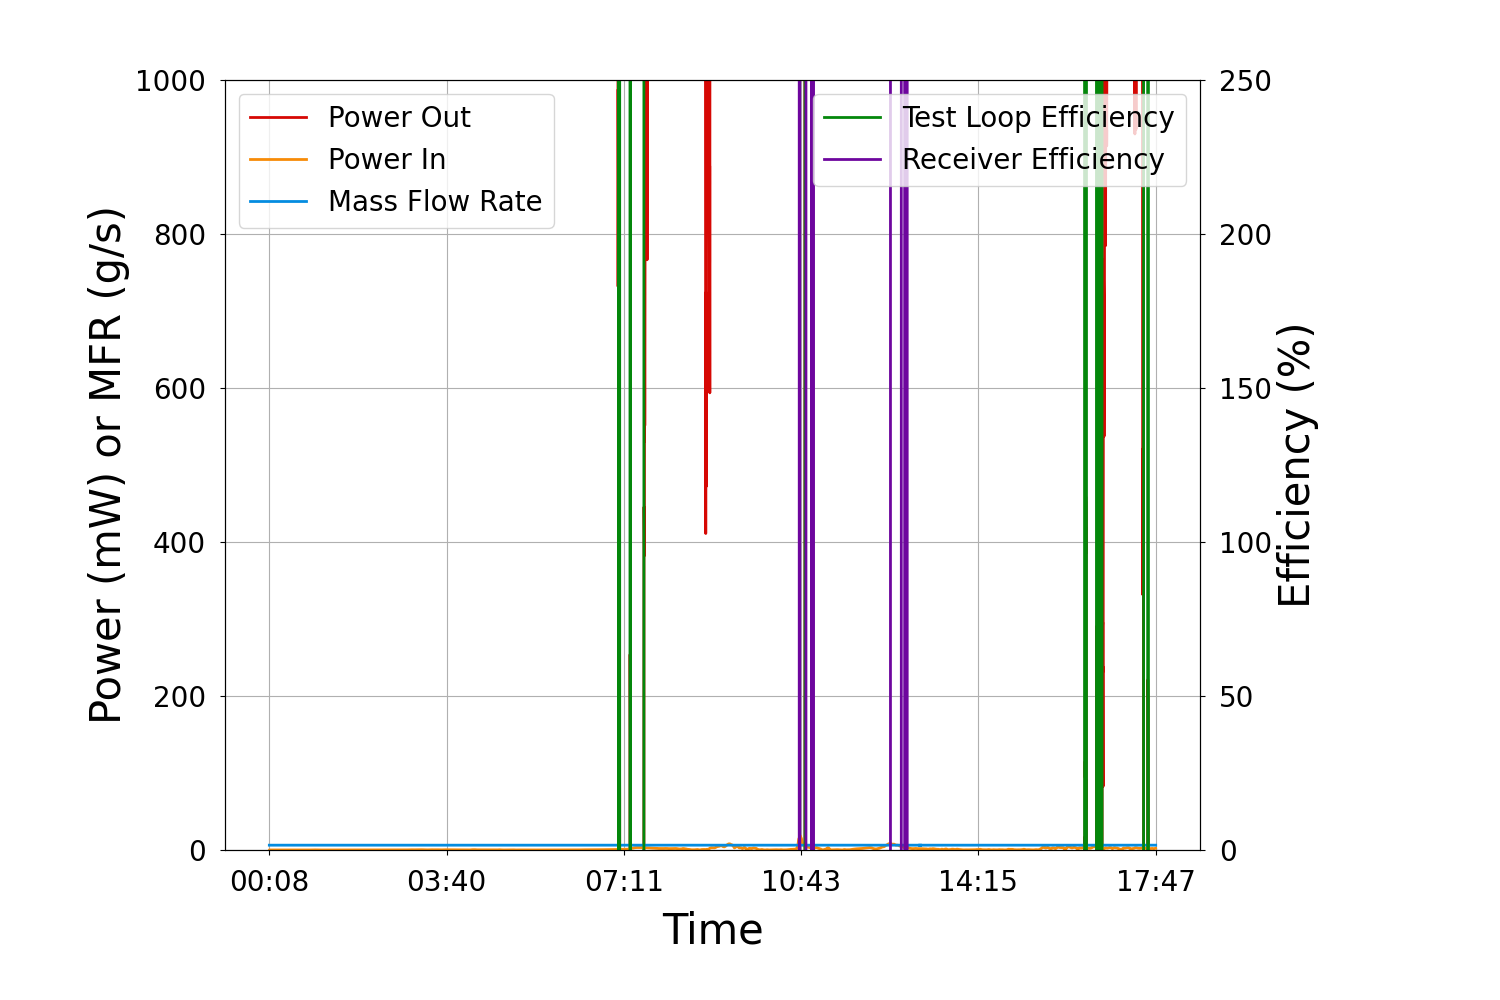 1000
800
600
400
200
0
Power (mW) or MFR (g/s)
Power Out
Power In
Mass Flow Rate
Test Loop Efficiency
Receiver Efficiency
250
200
150
100
50
0
Efficiency (%)
00:08 03:40 07:11 10:43 14:15 17:47
Time